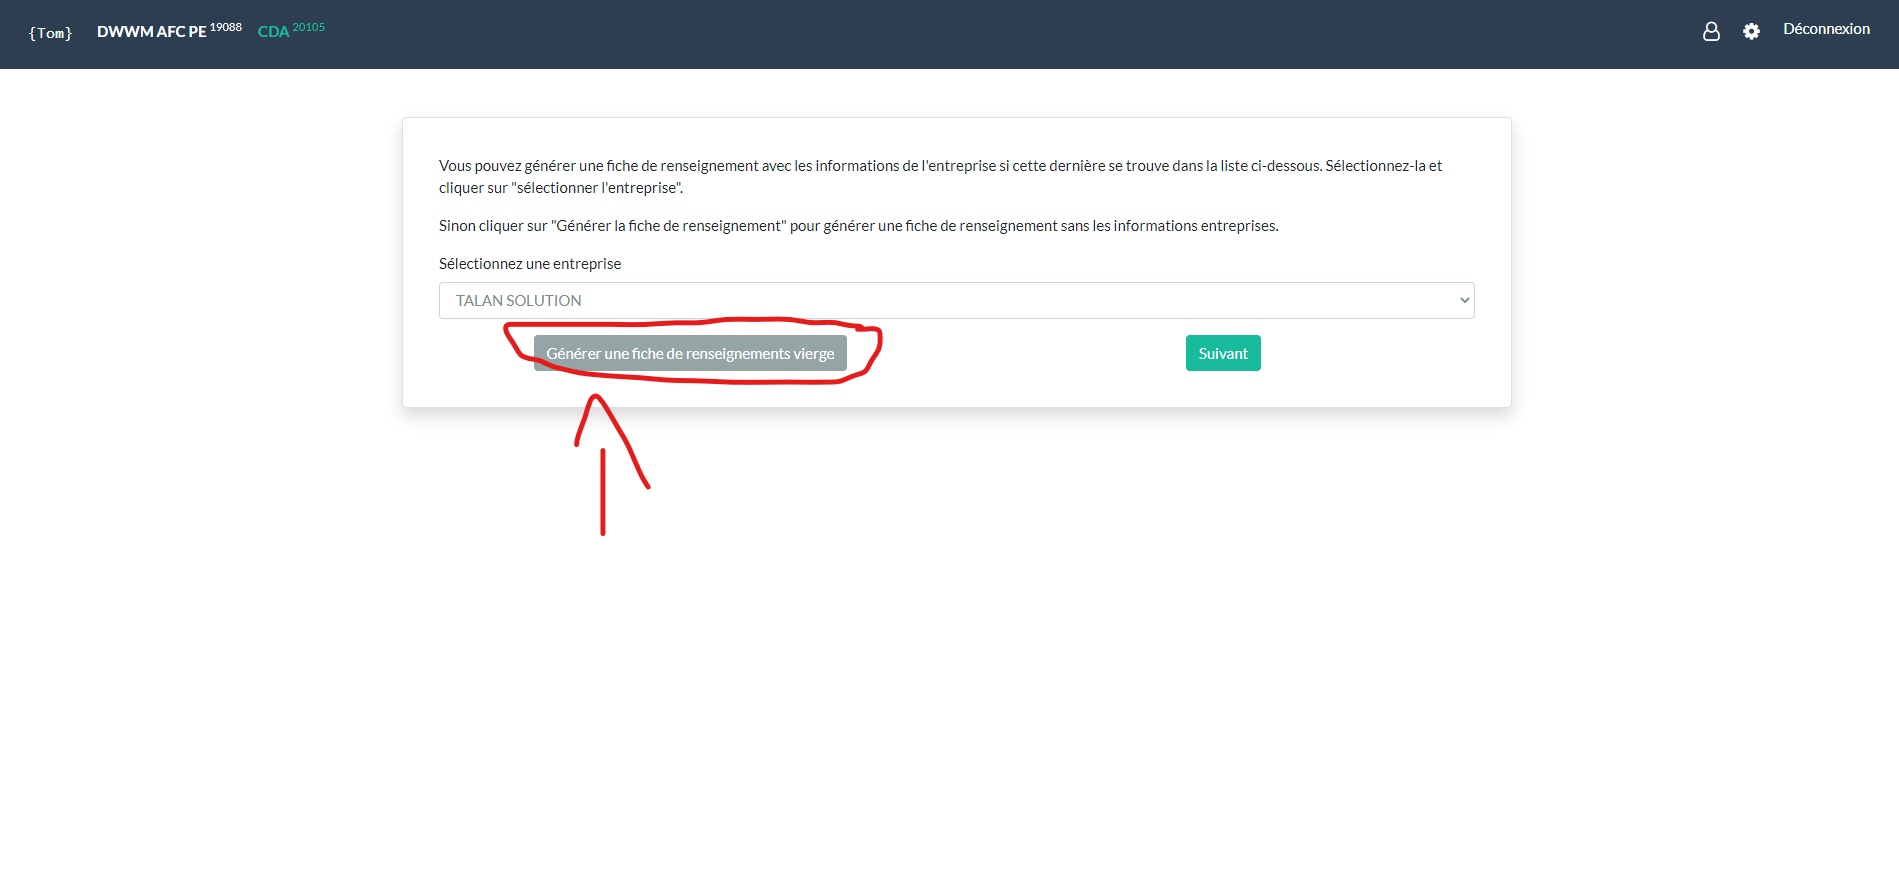 {Tom} DWWM AFC PE 19088 CDA 20105 Déconnexion
Vous pouvez générer une fiche de renseignement avec les informations de l'entreprise si cette dernière se trouve dans la liste ci-dessous. Sélectionnez-la et
cliquer sur "sélectionner l'entreprise".
Sinon cliquer sur "Générer la fiche de renseignement" pour générer une fiche de renseignement sans les informations entreprises.
Sélectionnez une entreprise
TALAN SOLUTION
Générer une fiche de renseignements vierge Suivant